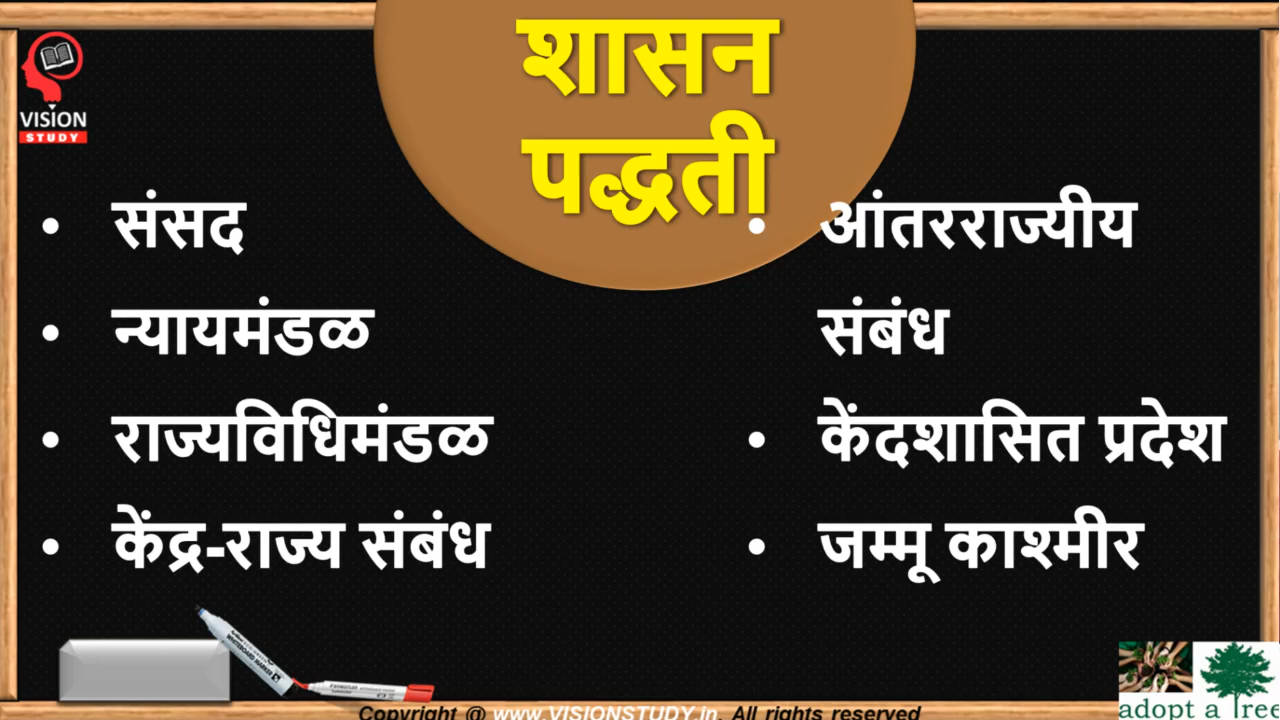 शासन
पद्धती
VISION
STUDY
• संसद
• न्यायमंडळ
• राज्यविधिमंडळ
• केंद्र-राज्य संबंध
• आंतरराज्यीय
संबंध
• केंदशासित प्रदेश
• जम्मू काश्मीर
adopt a Tree
Copyright @ www.VISIONSTUDY.In. All rights reserved